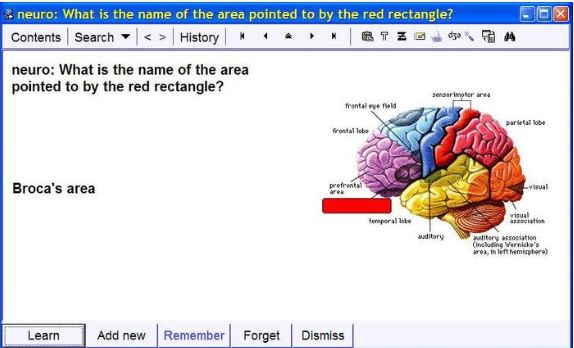 neuro: What is the name of the area pointed to by the red rectangle?
Contents Search < > History
neuro: What is the name of the area
pointed to by the red rectangle?
Broca's area
sensorimotor area
frontal eye field
parietal lobe
frontal lobe
prefrontal
area
visual
temporal lobe
visual
association
auditory
auditory association
(including Wernicke's
area, in left hemisphere)
Learn Add new Remember Forget Dismiss